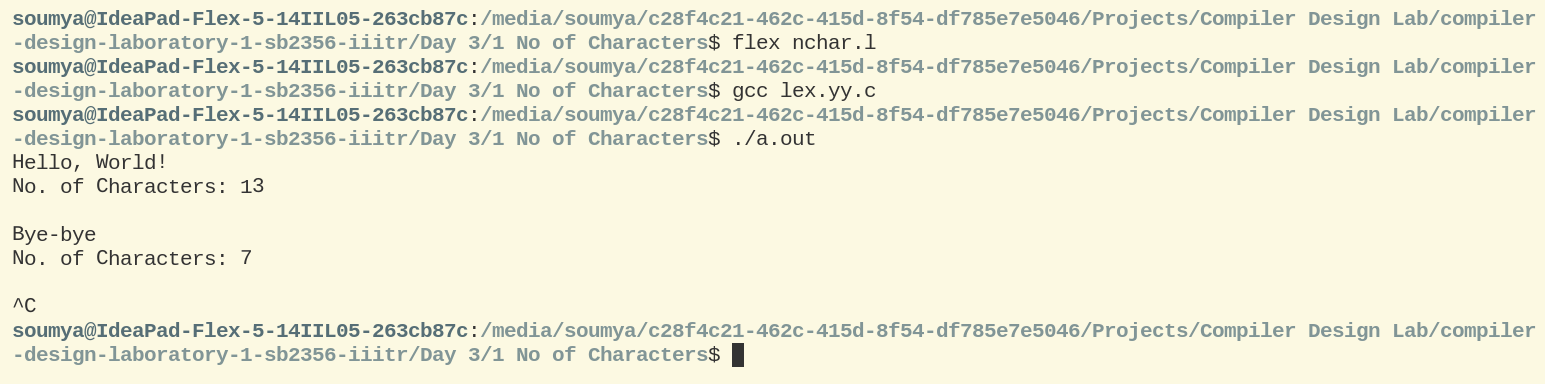 soumya@IdeaPad-Flex-5-14IIL05-263cb87c:/media/soumya/c28f4c21-462c-415d-8f54-df785e7e5046/Projects/Compiler Design Lab/compiler
-design-laboratory-1-sb2356-iiitr/Day 3/1 No of Characters$ flex nchar.l
soumya@IdeaPad-Flex-5-14IIL05-263cb87c:/media/soumya/c28f4c21-462c-415d-8f54-df785e7e5046/Projects/Compiler Design Lab/compiler
-design-laboratory-1-sb2356-iiitr/Day 3/1 No of Characters$ gcc lex.yy.c
soumya@IdeaPad-Flex-5-14IIL05-263cb87c:/media/soumya/c28f4c21-462c-415d-8f54-df785e7e5046/Projects/Compiler Design Lab/compiler
-design-laboratory-1-sb2356-iiitr/Day 3/1 No of Characters$ ./a.out
Hello, World!
No. of Characters: 13
Bye-bye
No. of Characters: 7
^C
soumya@IdeaPad-Flex-5-14IIL05-263cb87c:/media/soumya/c28f4c21-462c-415d-8f54-df785e7e5046/Projects/Compiler Design Lab/compiler
-design-laboratory-1-sb2356-iiitr/Day 3/1 No of Characters$